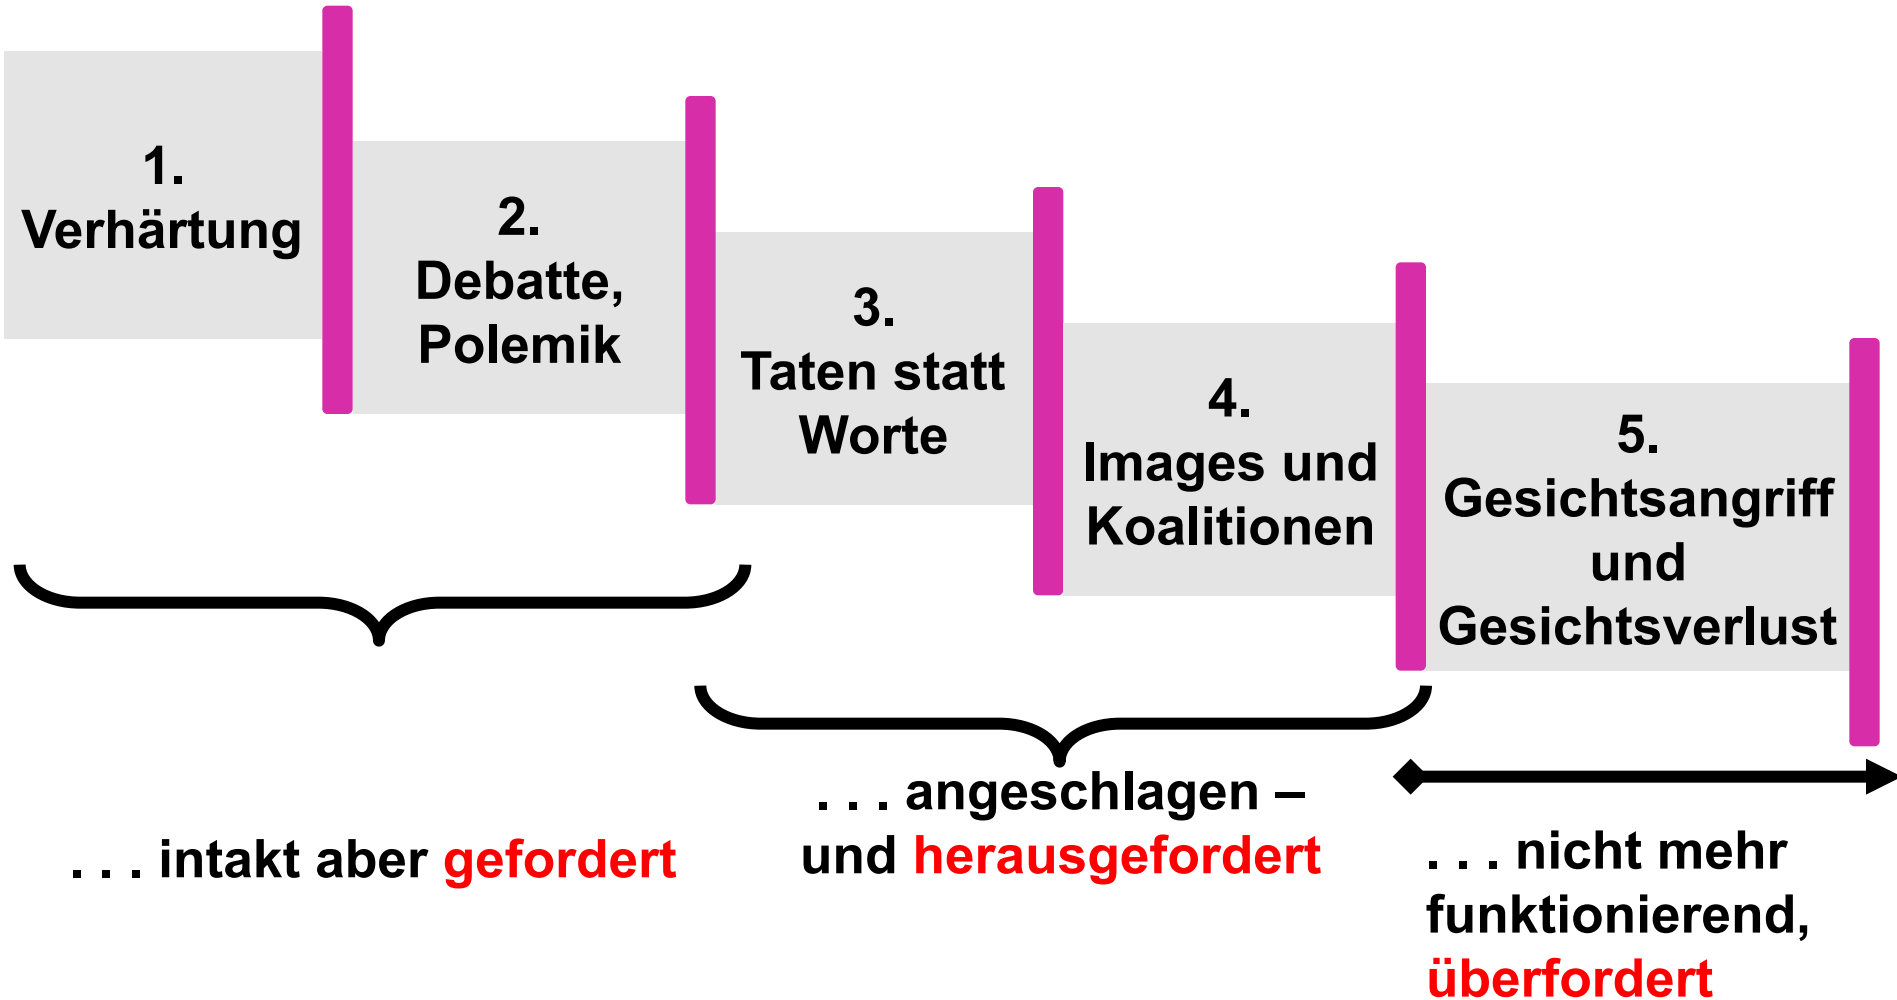 1.
Verhärtung
2.
Debatte,
Polemik
3.
Taten statt
Worte
4.
Images und
Koalitionen
5.
Gesichtsangriff
und
Gesichtsverlust
. . . intakt aber gefordert
. . . angeschlagen –
und herausgefordert
. . . nicht mehr
funktionierend,
überfordert